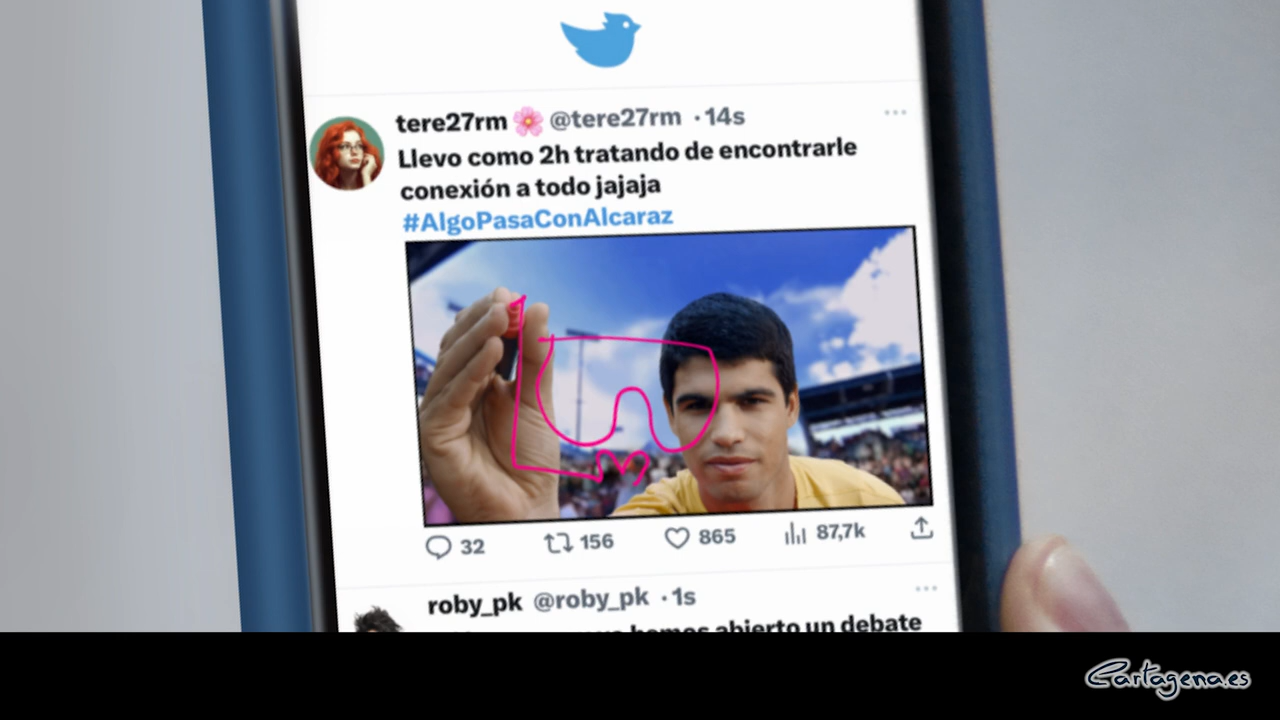 tere27rm 🌸 @tere27rm · 14s
Llevo como 2h tratando de encontrarle
conexión a todo jajaja
#AlgoPasaConAlcaraz
32 156 865 87,7k
roby_pk @roby_pk · 1s
hemos abierto un debate
Cartagena.es